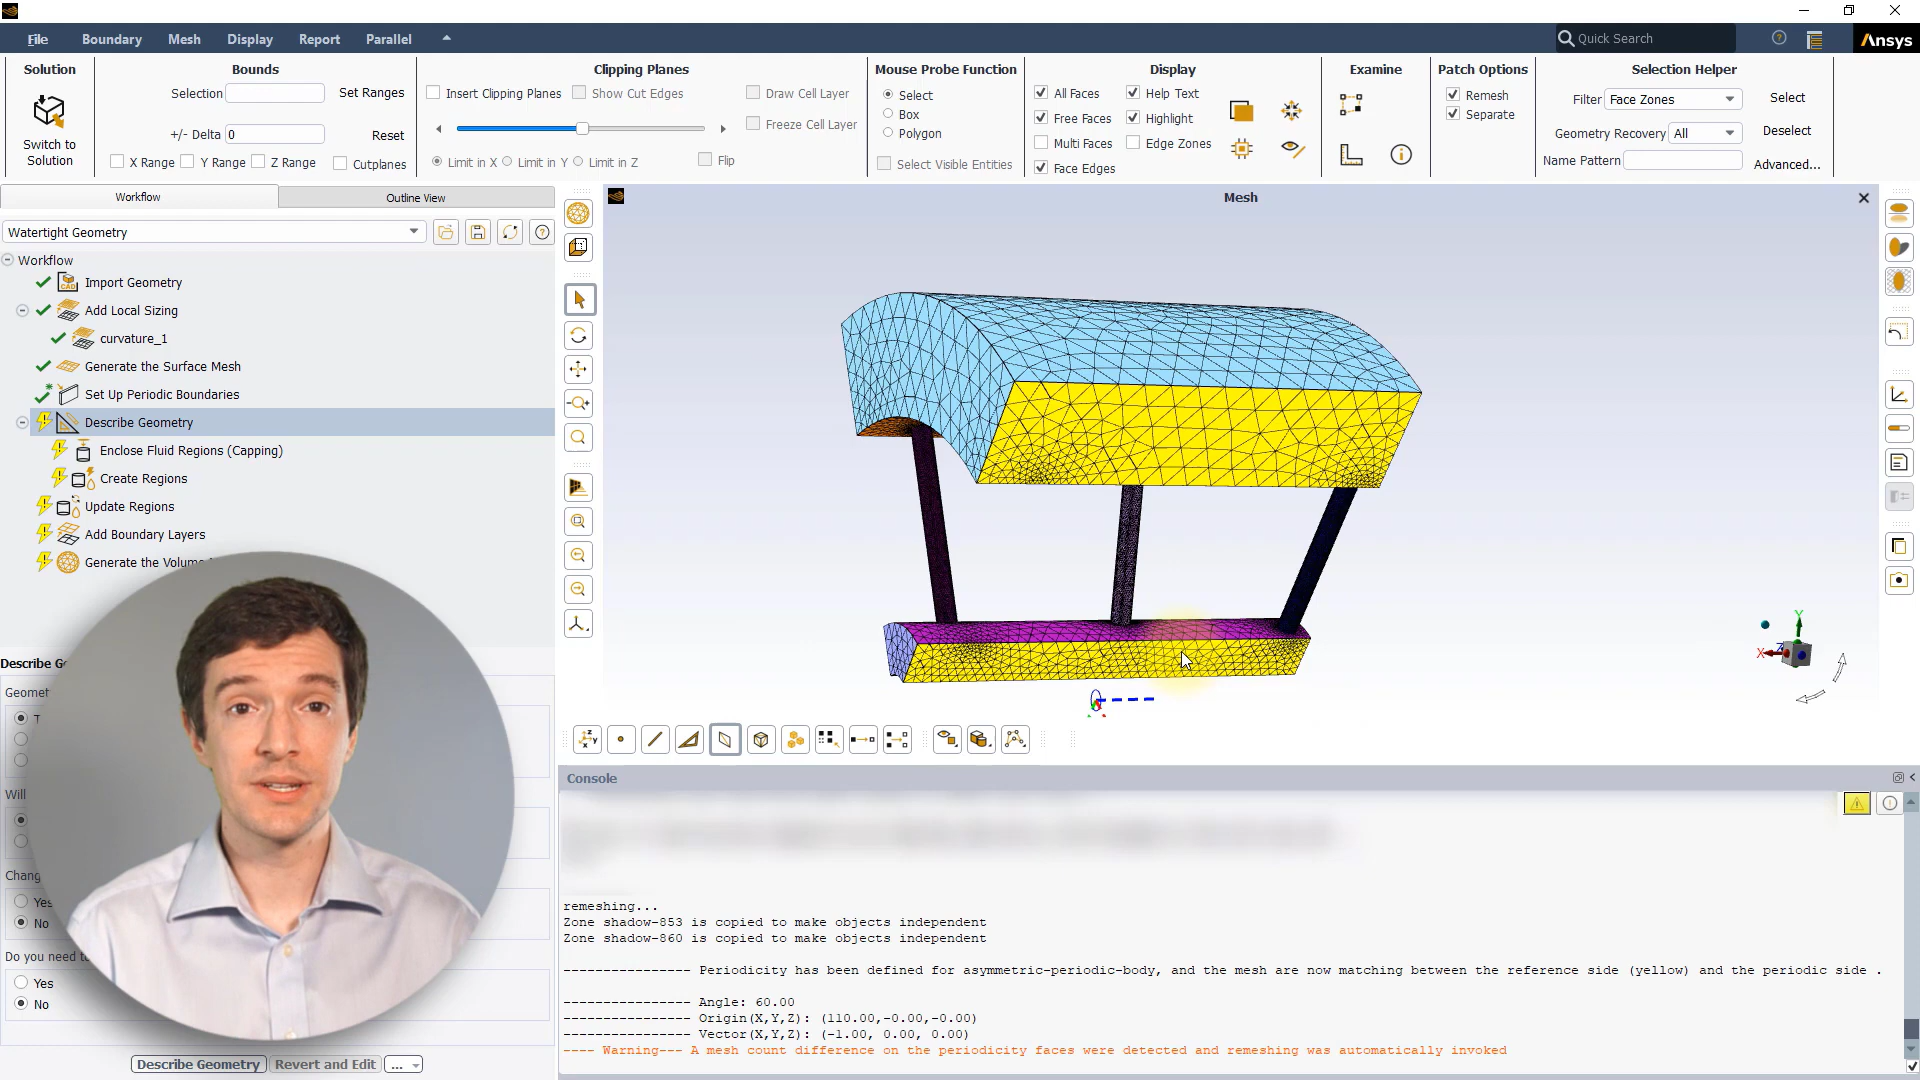 File
Boundary
Mesh
Display
Report
Parallel
Quick Search
Ansys
Solution
Bounds
Clipping Planes
Mouse Probe Function
Display
Examine
Patch Options
Selection Helper
Switch to
Solution
Selection
Set Ranges
+/- Delta 0
Reset
X Range
Y Range
Z Range
Cutplanes
Insert Clipping Planes
Show Cut Edges
Draw Cell Layer
Freeze Cell Layer
Limit in X
Limit in Y
Limit in Z
Flip
Select
Box
Polygon
Select Visible Entities
All Faces
Free Faces
Multi Faces
Face Edges
Help Text
Highlight
Edge Zones
Remesh
Separate
Filter Face Zones
Select
Geometry Recovery All
Deselect
Name Pattern
Advanced...
Workflow
Outline View
Mesh
Watertight Geometry
Workflow
Import Geometry
Add Local Sizing
curvature_1
Generate the Surface Mesh
Set Up Periodic Boundaries
Describe Geometry
Enclose Fluid Regions (Capping)
Create Regions
Update Regions
Add Boundary Layers
Generate the Volume
Describe Ge
Geomet
T
Will
Chang
Yes
No
Do you need to
Yes
No
Describe Geometry
Revert and Edit
...
Y
X
Z
Console
remeshing...
Zone shadow-853 is copied to make objects independent
Zone shadow-860 is copied to make objects independent
---------------- Periodicity has been defined for asymmetric-periodic-body, and the mesh are now matching between the reference side (yellow) and the periodic side .
---------------- Angle: 60.00
---------------- Origin(X,Y,Z): (110.00,-0.00,-0.00)
---------------- Vector(X,Y,Z): (-1.00, 0.00, 0.00)
---- Warning--- A mesh count difference on the periodicity faces were detected and remeshing was automatically invoked